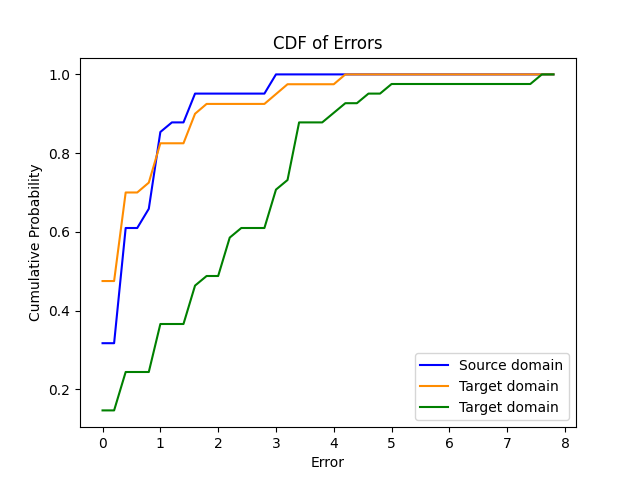 CDF of Errors
1.0
0.8
0.6
0.4
0.2
Cumulative Probability
0 1 2 3 4 5 6 7 8
Error
Source domain
Target domain
Target domain